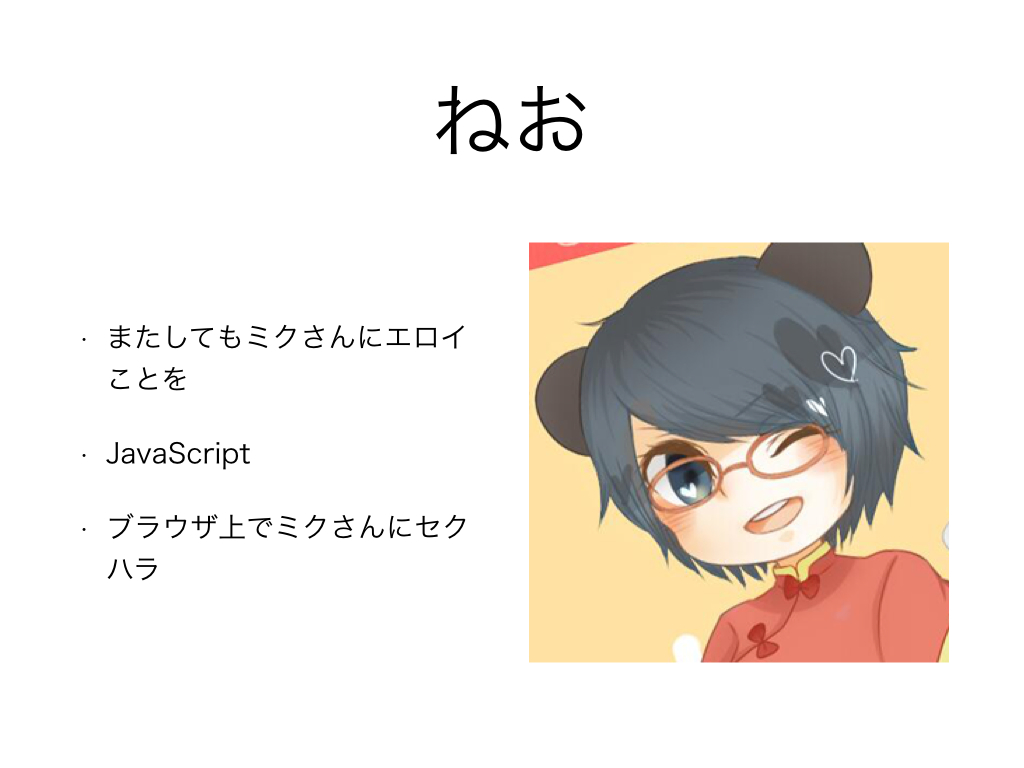 ねお
・ またしてもミクさんにエロイ
ことを
・ JavaScript
・ ブラウザ上でミクさんにセク
ハラ